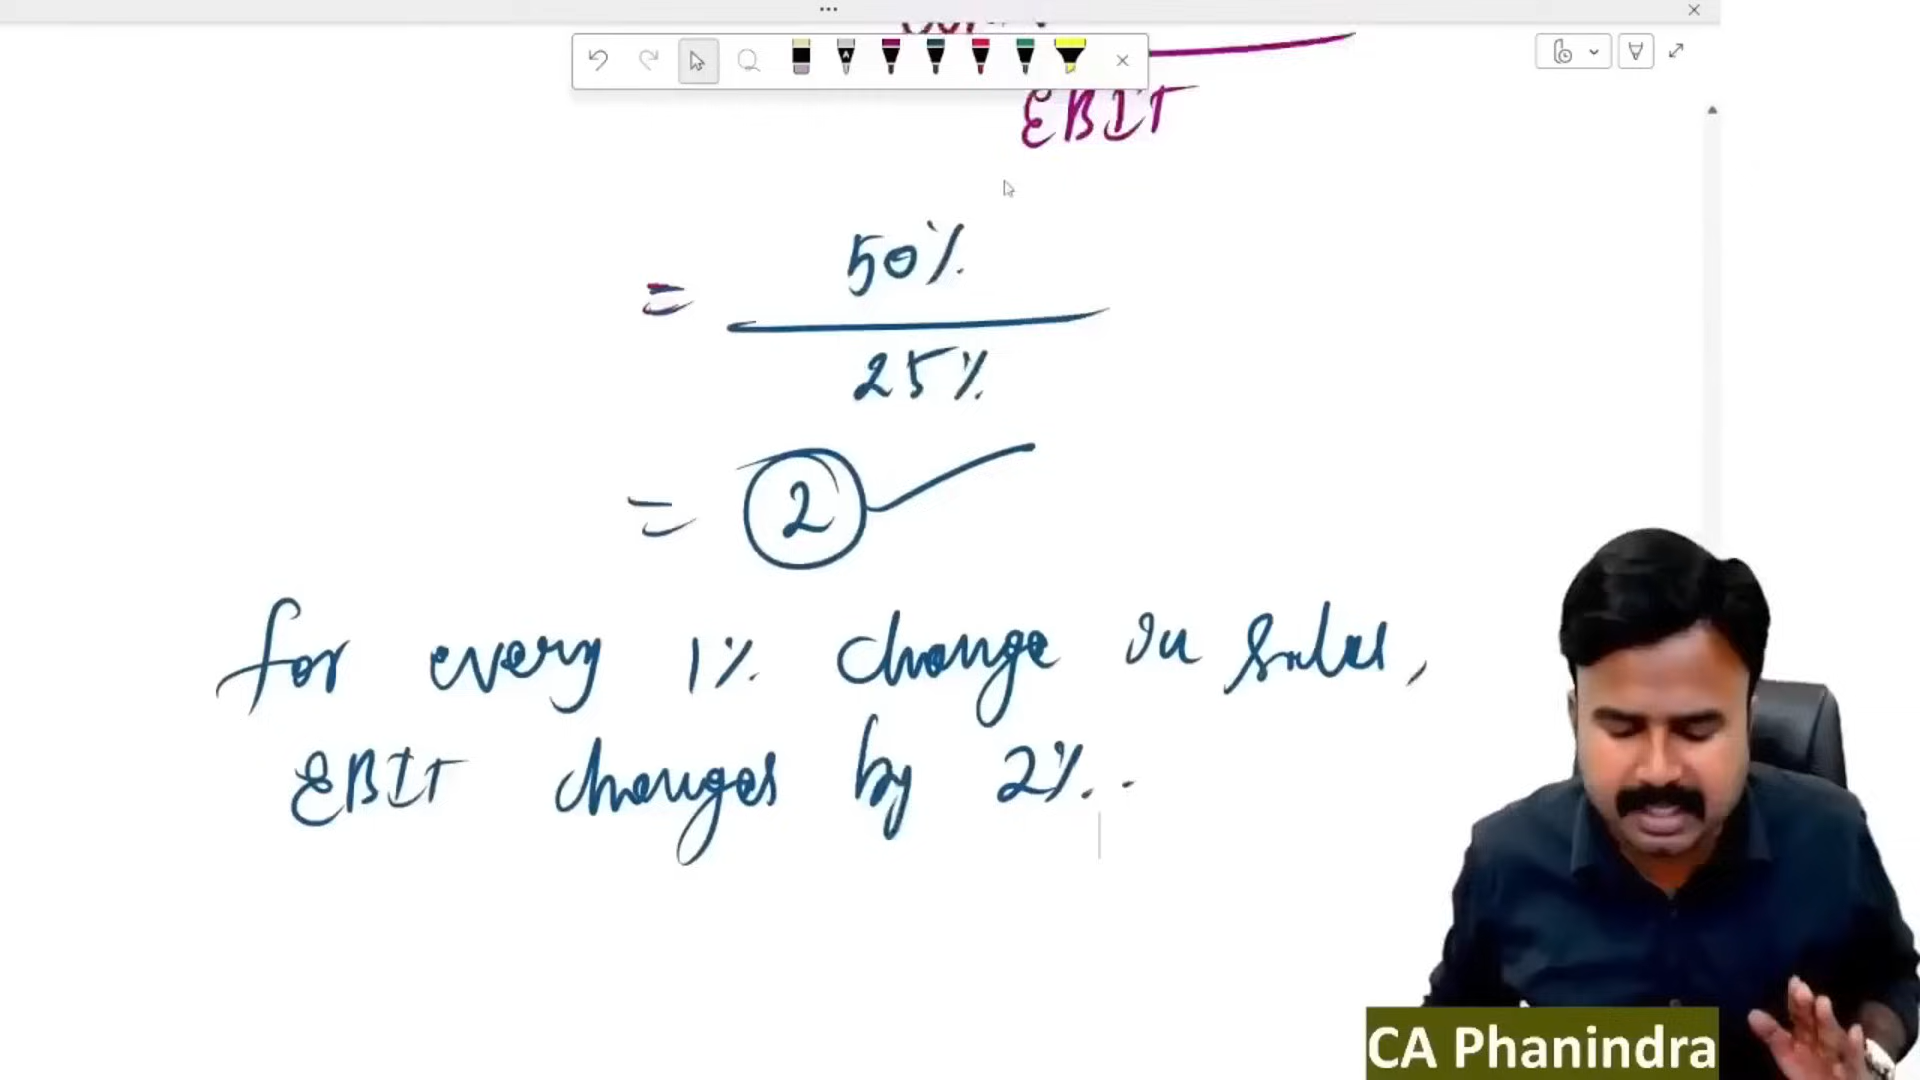 EBIT
= 50%
25%
= 2
for every 1% change in sales,
EBIT changes by 2%.
CA Phanindra